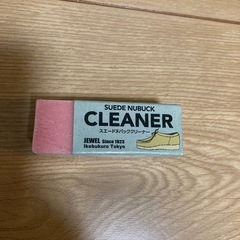 SUEDE NUBUCK
CLEANER
スエードヌバッククリーナー
JEWEL Since 1923
Ikebukuro Tokyo